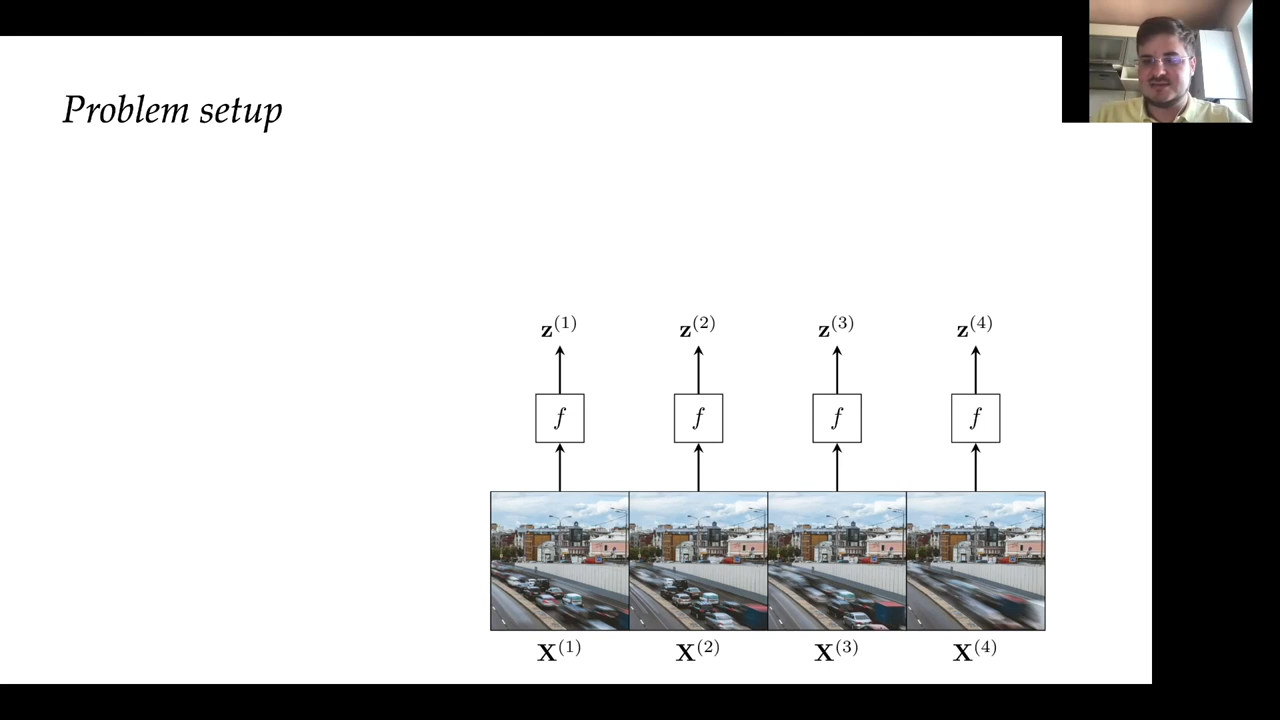 Problem setup
z⁽¹⁾ z⁽²⁾ z⁽³⁾ z⁽⁴⁾
f f f f
X⁽¹⁾ X⁽²⁾ X⁽³⁾ X⁽⁴⁾